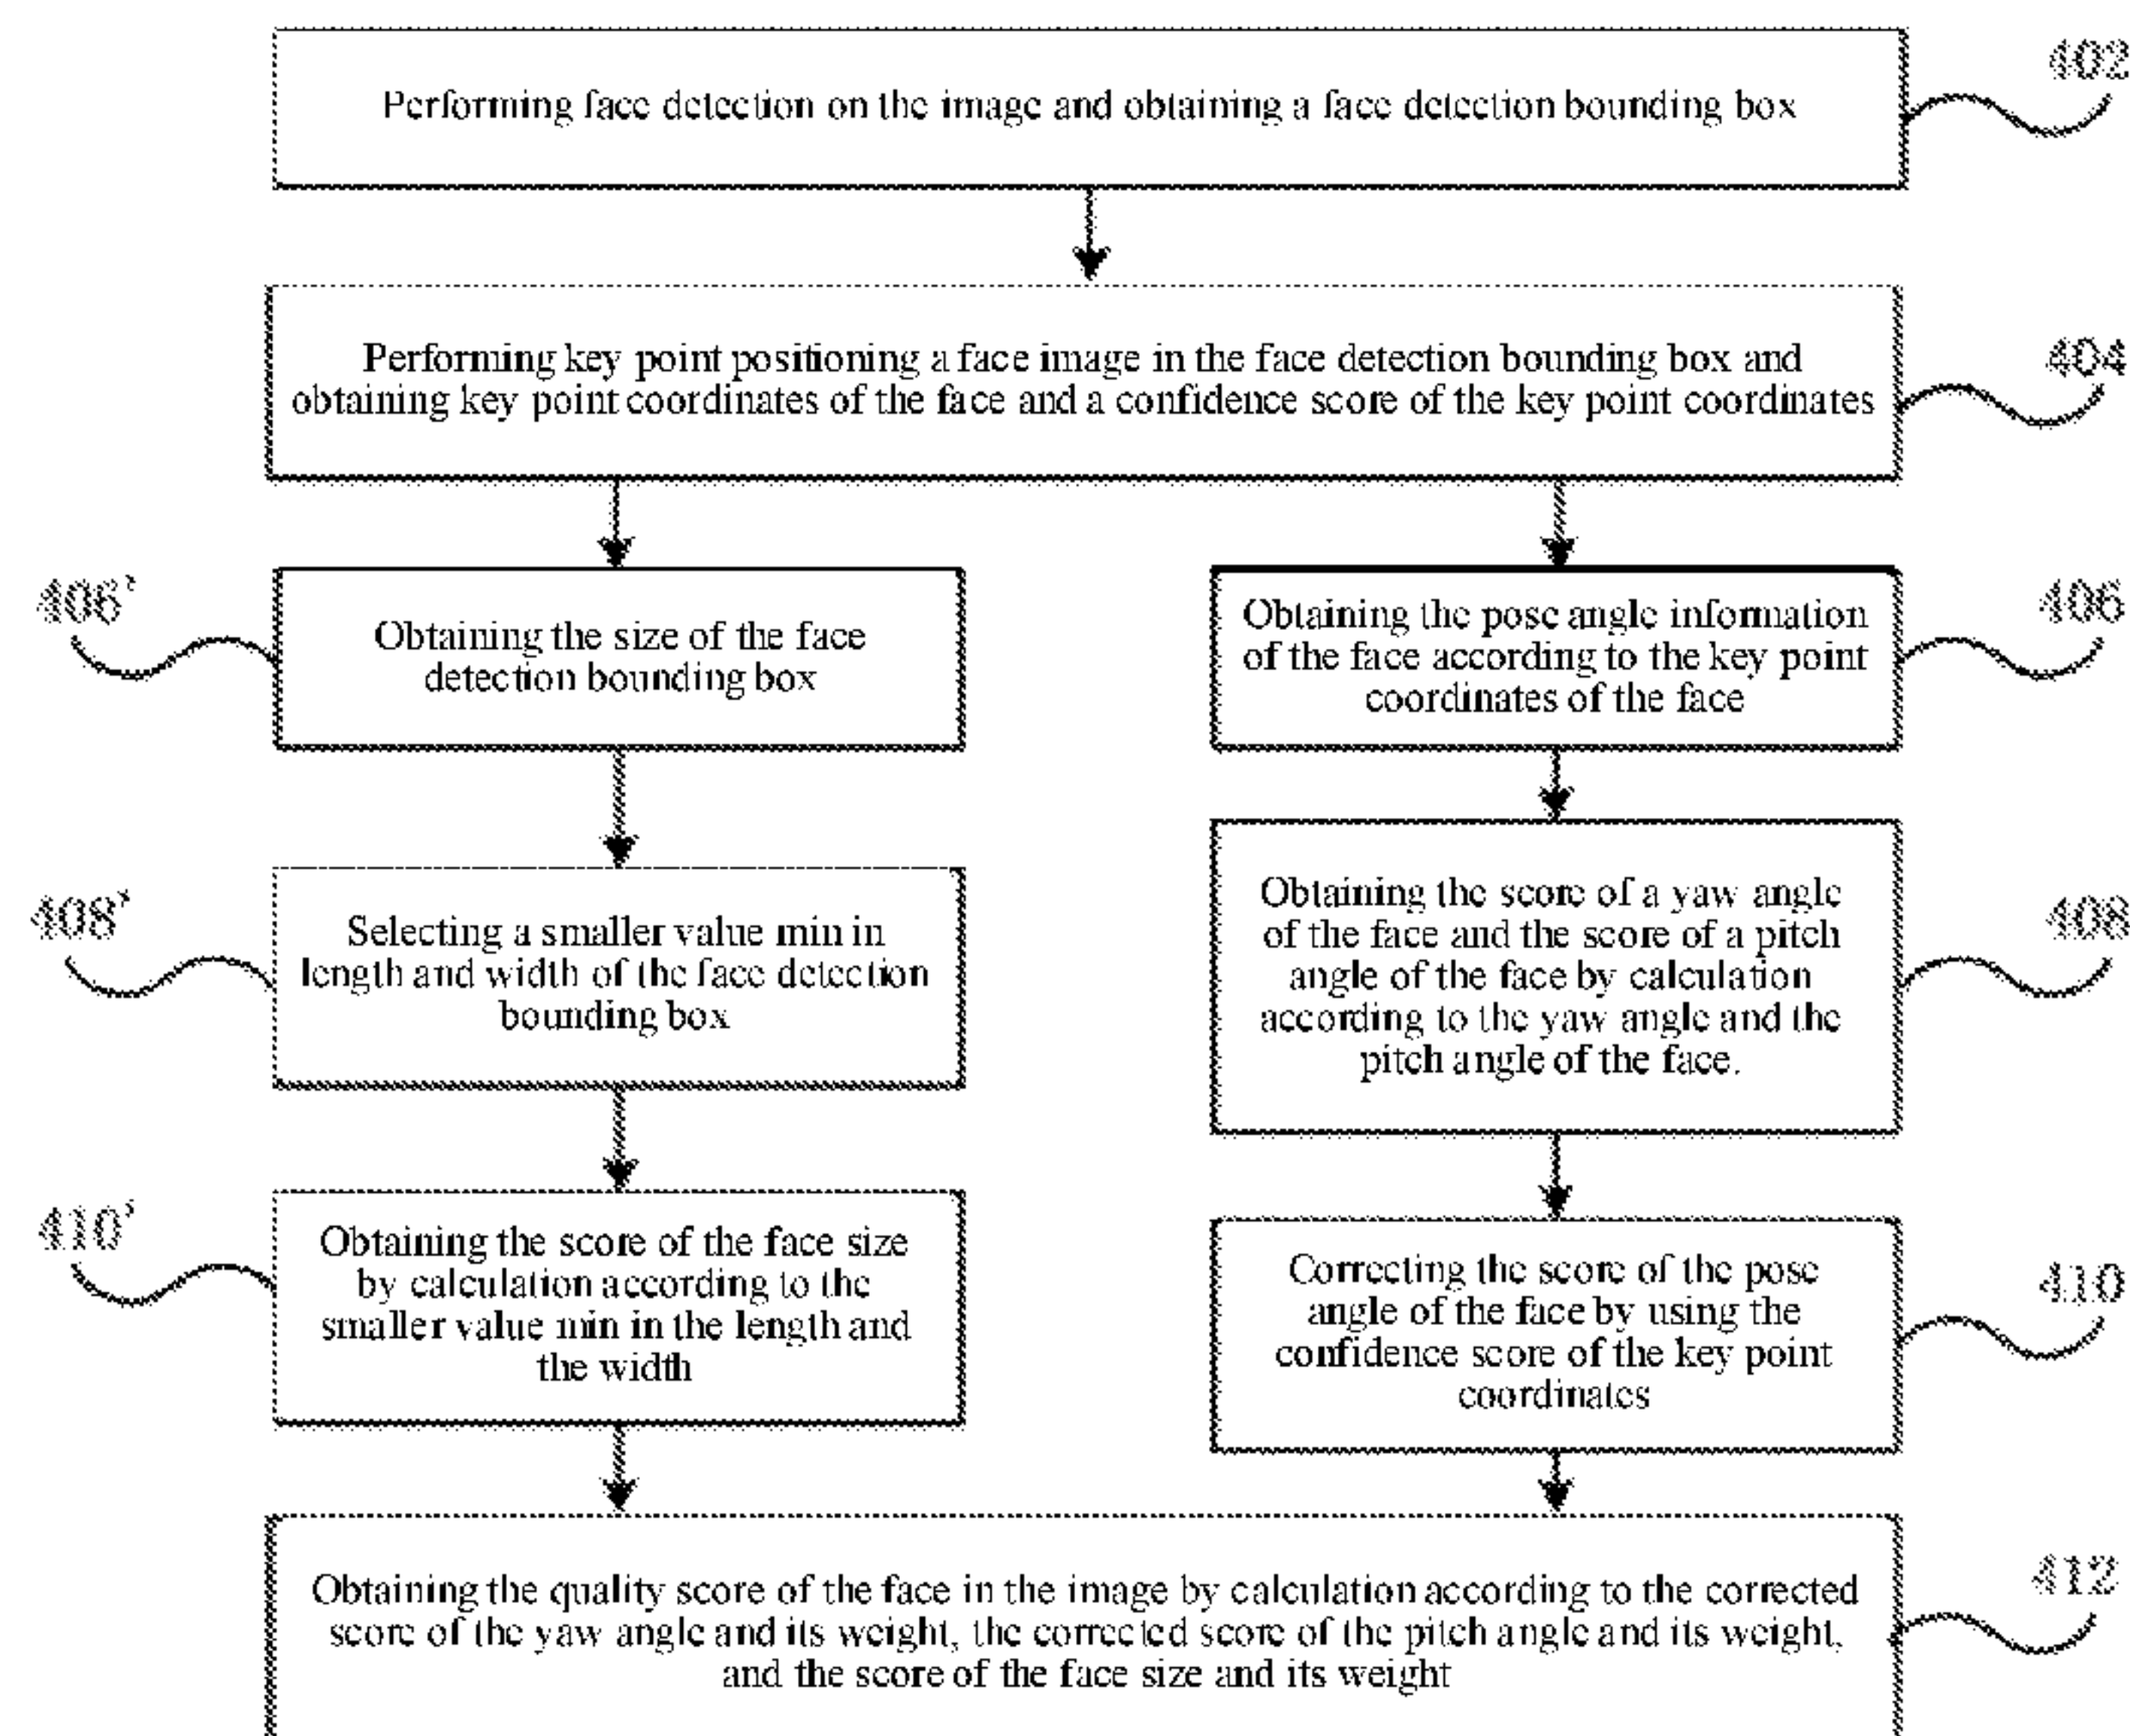 402
Performing face detection on the image and obtaining a face detection bounding box
404
Performing key point positioning a face image in the face detection bounding box and
obtaining key point coordinates of the face and a confidence score of the key point coordinates
406'
Obtaining the size of the face
detection bounding box
406
Obtaining the pose angle information
of the face according to the key point
coordinates of the face
408'
Selecting a smaller value min in
length and width of the face detection
bounding box
408
Obtaining the score of a yaw angle
of the face and the score of a pitch
angle of the face by calculation
according to the yaw angle and the
pitch angle of the face.
410'
Obtaining the score of the face size
by calculation according to the
smaller value min in the length and
the width
410
Correcting the score of the pose
angle of the face by using the
confidence score of the key point
coordinates
412
Obtaining the quality score of the face in the image by calculation according to the corrected
score of the yaw angle and its weight, the corrected score of the pitch angle and its weight,
and the score of the face size and its weight